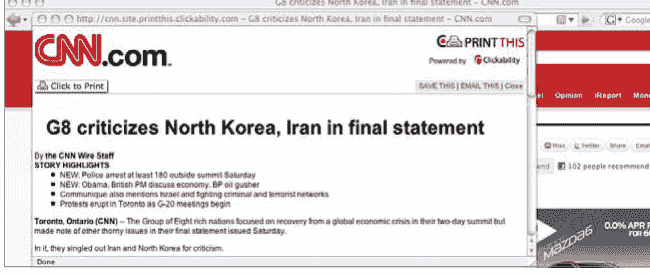 G8 criticizes North Korea, Iran in final statement – CNN.com
http://cnn.site.printthis.clickability.com – G8 criticizes North Korea, Iran in final statement – CNN.com
Google
CNN.com
PRINTTHIS
Powered by Clickability
Click to Print
SAVE THIS | EMAIL THIS | Close
Opinion iReport
G8 criticizes North Korea, Iran in final statement
By the CNN Wire Staff
STORY HIGHLIGHTS
NEW: Police arrest at least 180 outside summit Saturday
NEW: Obama, British PM discuss economy, BP oil gusher
Communique also mentions Israel and fighting criminal and terrorist networks
Protests erupt in Toronto as G-20 meetings begin
Mixx Twitter Share
102 people recommend
Toronto, Ontario (CNN) – The Group of Eight rich nations focused on recovery from a global economic crisis in their two-day summit but
made note of other thorny issues in their final statement issued Saturday.
In it, they singled out Iran and North Korea for criticism.
mazda6
0.0% APR
Done